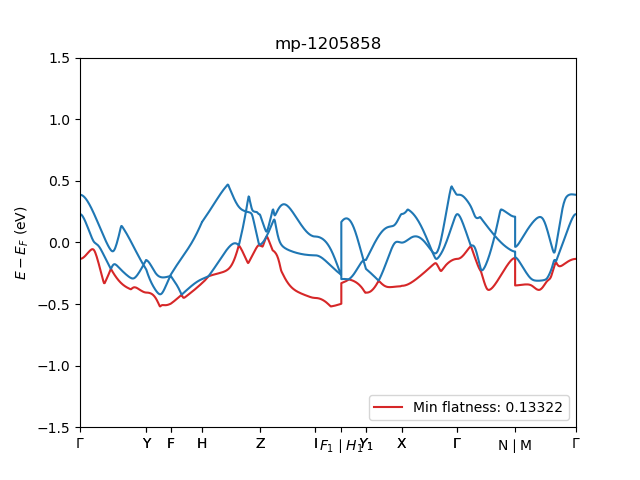 mp-1205858
1.5
1.0
0.5
0.0
−0.5
−1.0
−1.5
E − E_F (eV)
Min flatness: 0.13322
Γ Y F H Z I F₁ | H₁ Y₁ X Γ N | M Γ